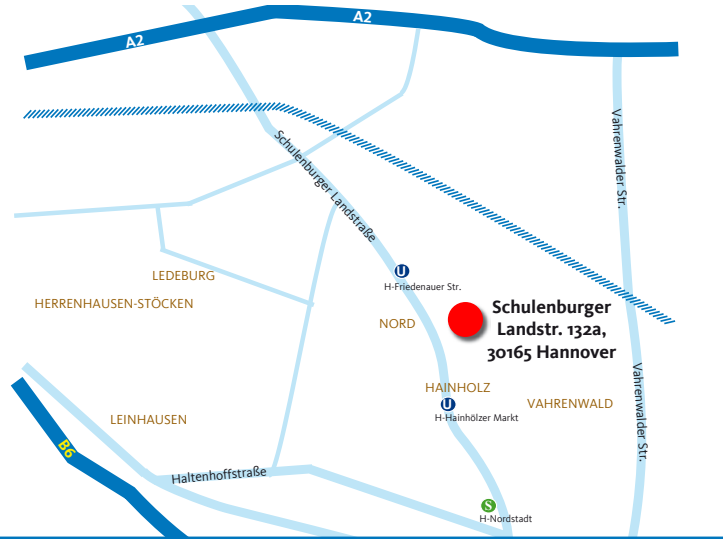 A2
A2
Schulenburger Landstraße
Vahrenwalder Str.
U
H-Friedenauer Str.
LEDEBURG
HERRENHAUSEN-STÖCKEN
NORD
Schulenburger
Landstr. 132a,
30165 Hannover
HAINHOLZ
U
H-Hainhölzer Markt
VAHRENWALD
Vahrenwalder Str.
LEINHAUSEN
B6
Haltenhoffstraße
S
H-Nordstadt